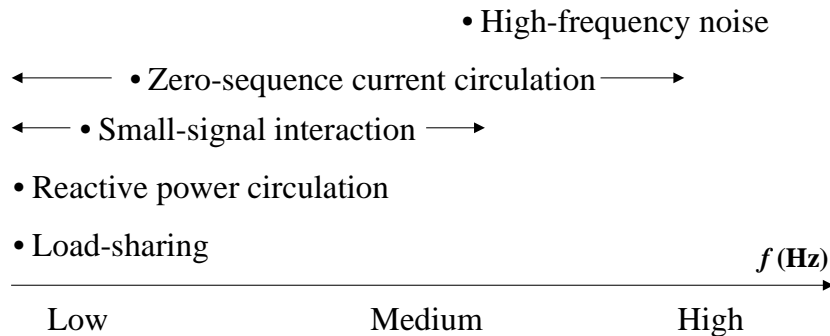 • High-frequency noise
• Zero-sequence current circulation
• Small-signal interaction
• Reactive power circulation
• Load-sharing
f (Hz)
Low Medium High